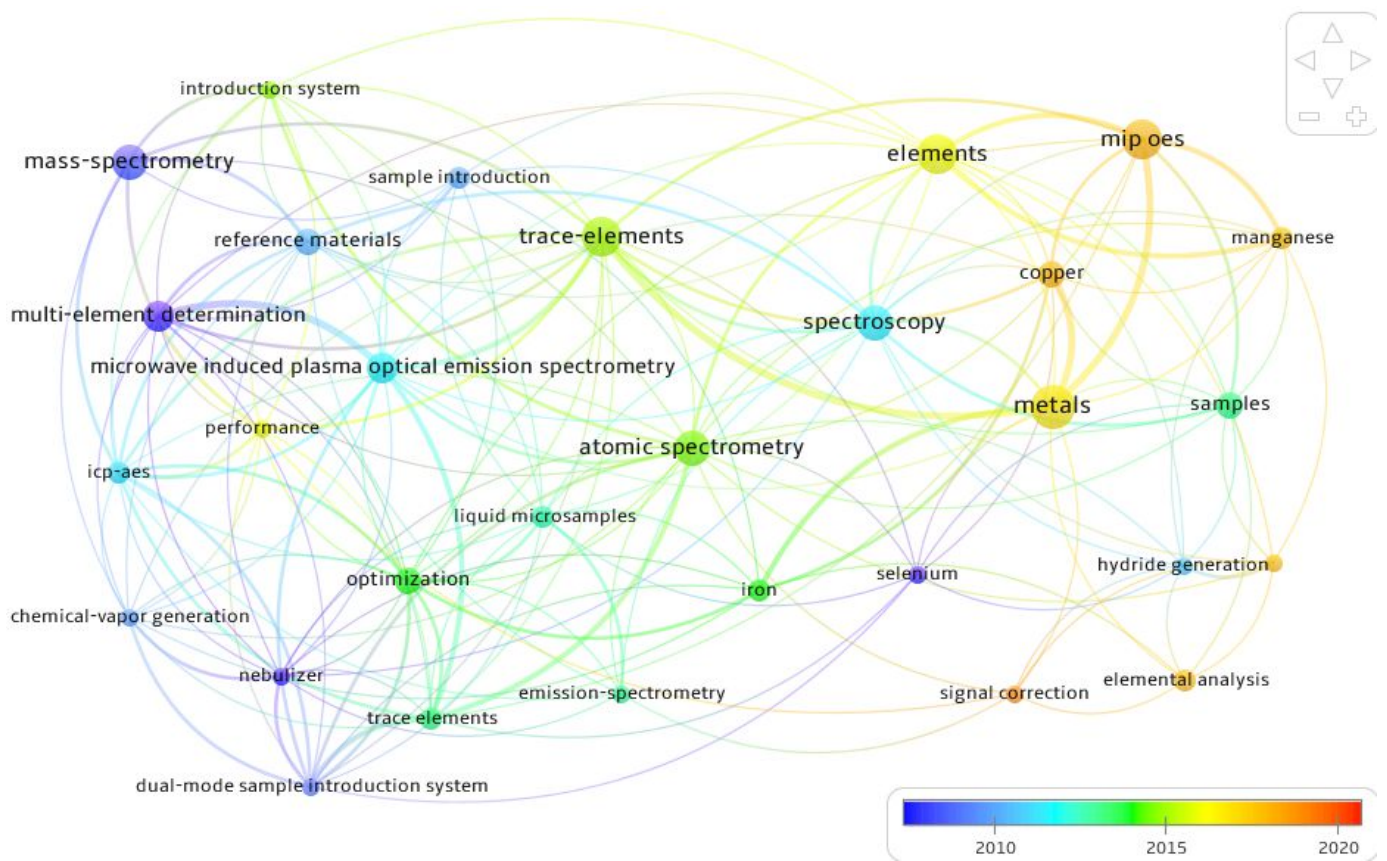 introduction system
mass-spectrometry
sample introduction
elements
mip oes
reference materials
trace-elements
manganese
copper
multi-element determination
spectroscopy
microwave induced plasma optical emission spectrometry
metals
samples
performance
atomic spectrometry
icp-aes
liquid microsamples
optimization
iron
selenium
hydride generation
chemical-vapor generation
nebulizer
trace elements
emission-spectrometry
signal correction
elemental analysis
dual-mode sample introduction system
2010
2015
2020